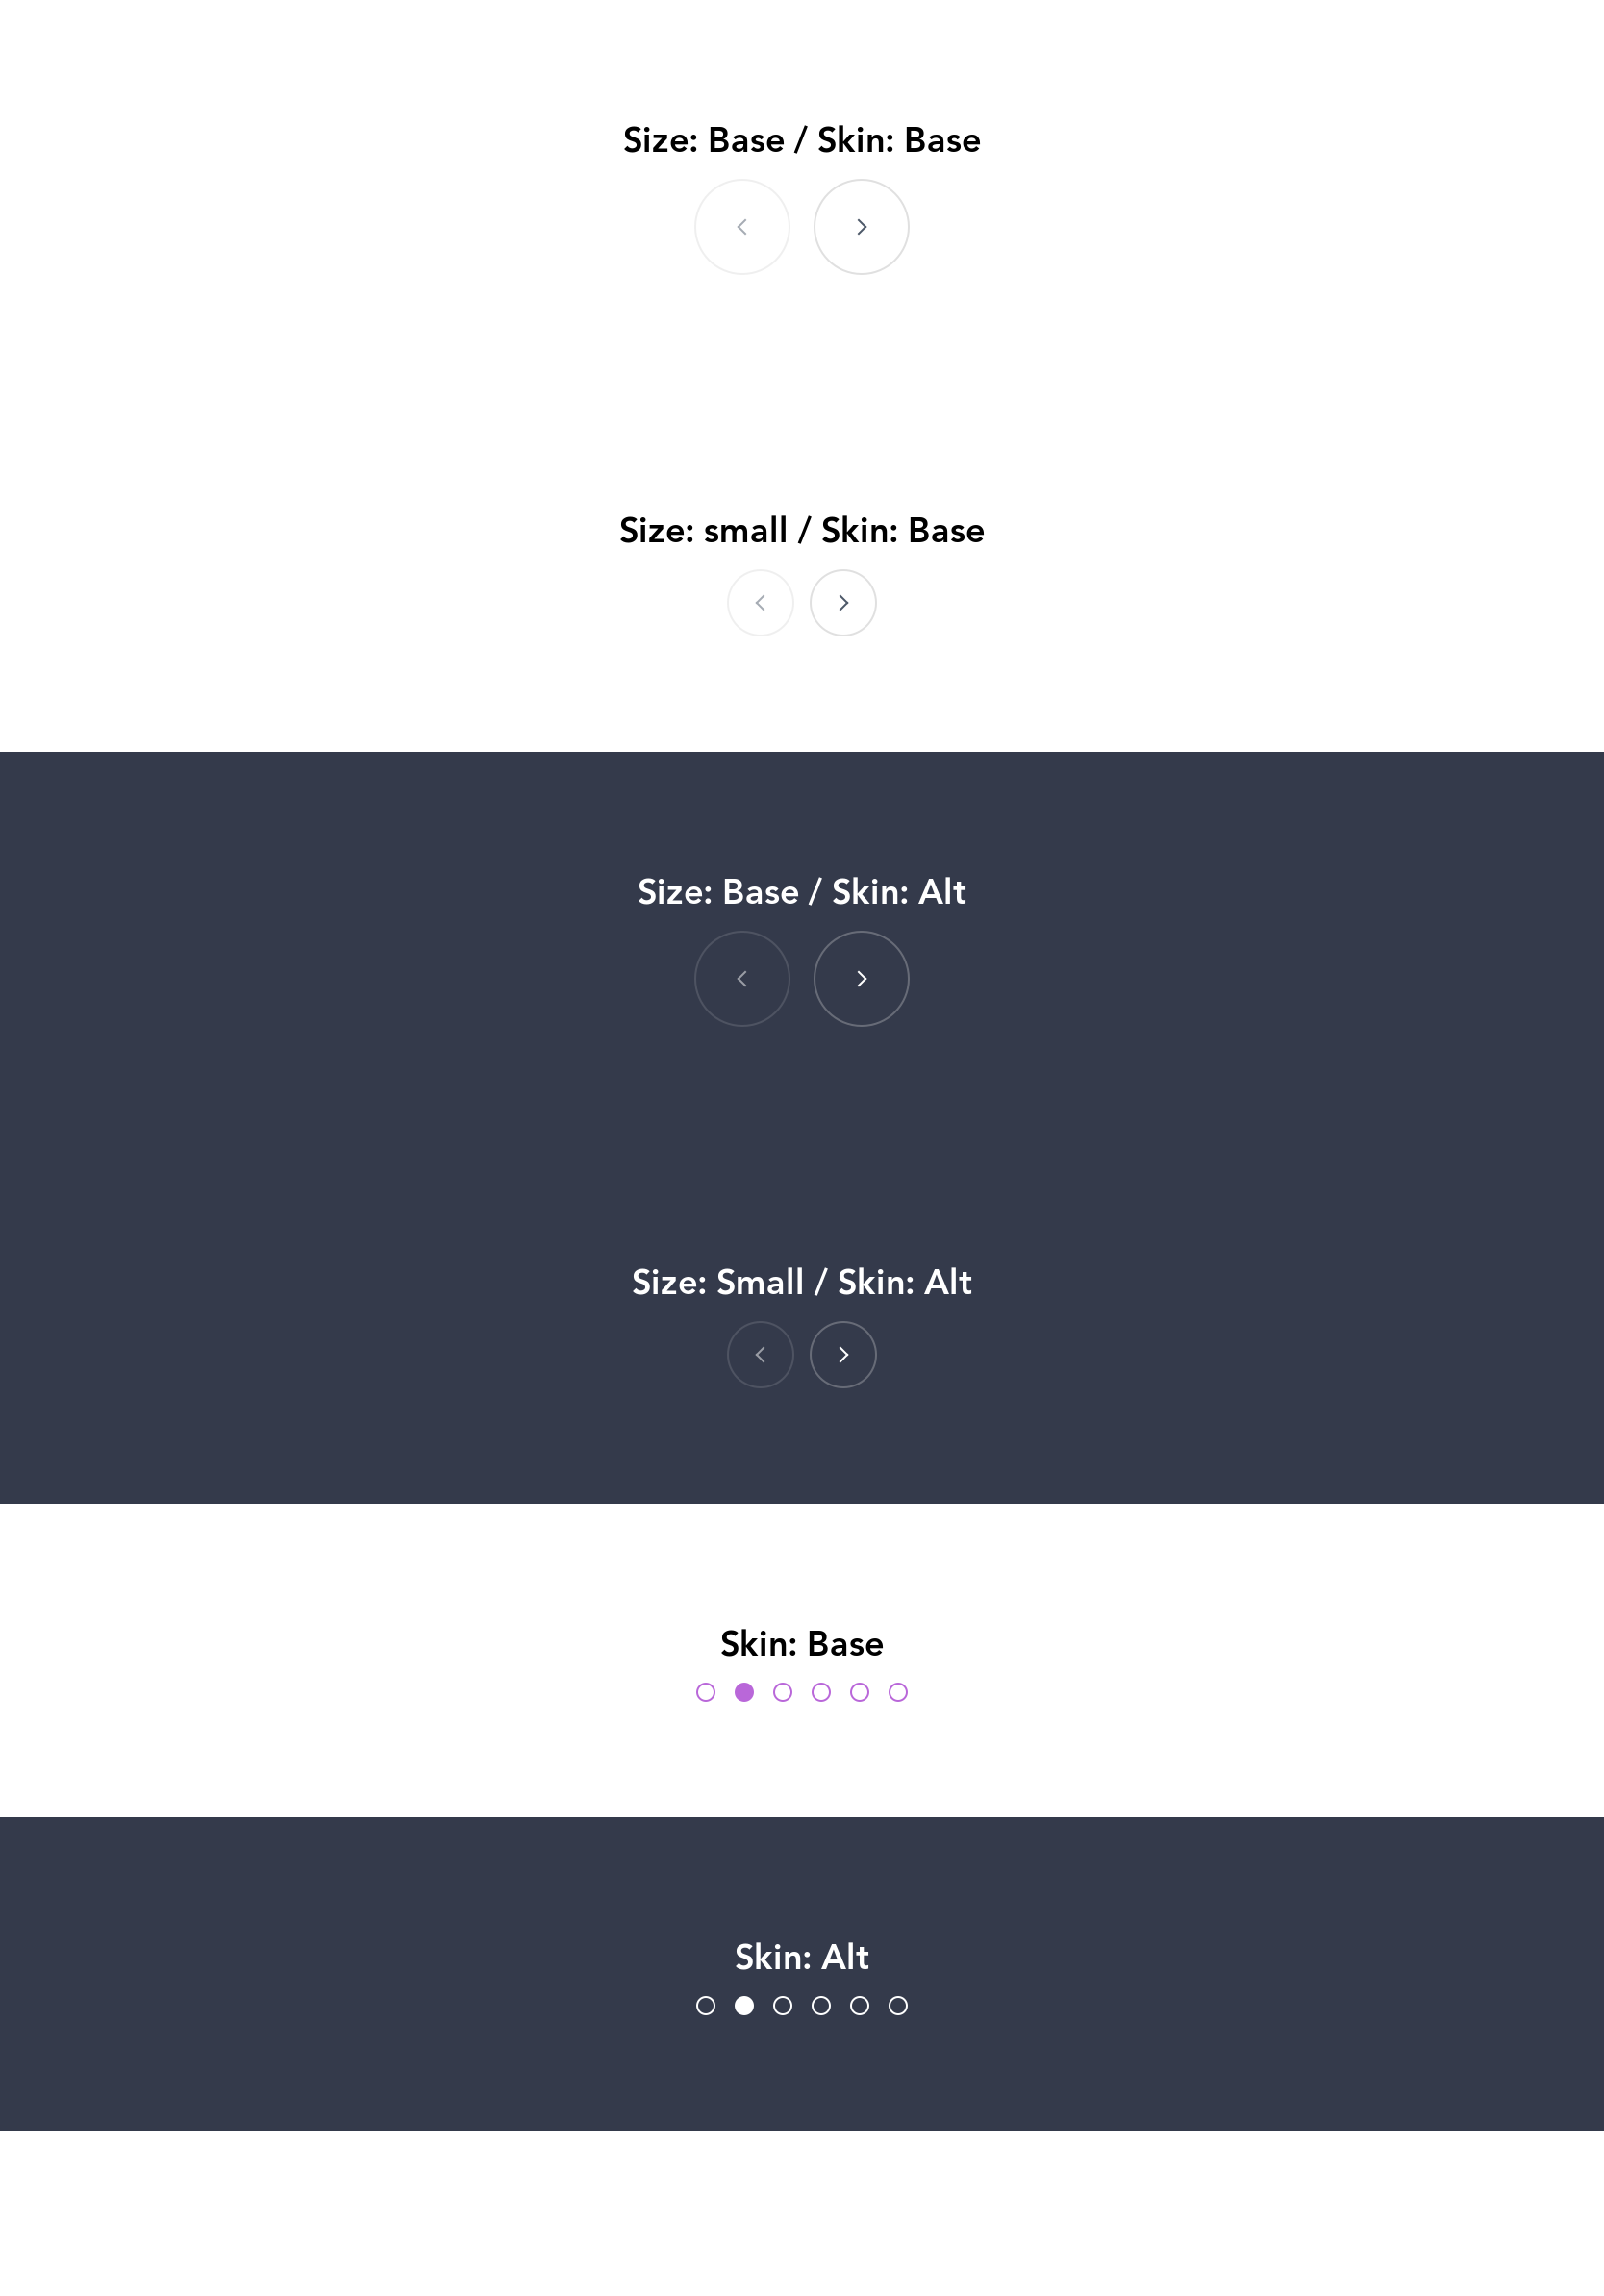 Size: Base / Skin: Base
Size: small / Skin: Base
Size: Base / Skin: Alt
Size: Small / Skin: Alt
Skin: Base
Skin: Alt